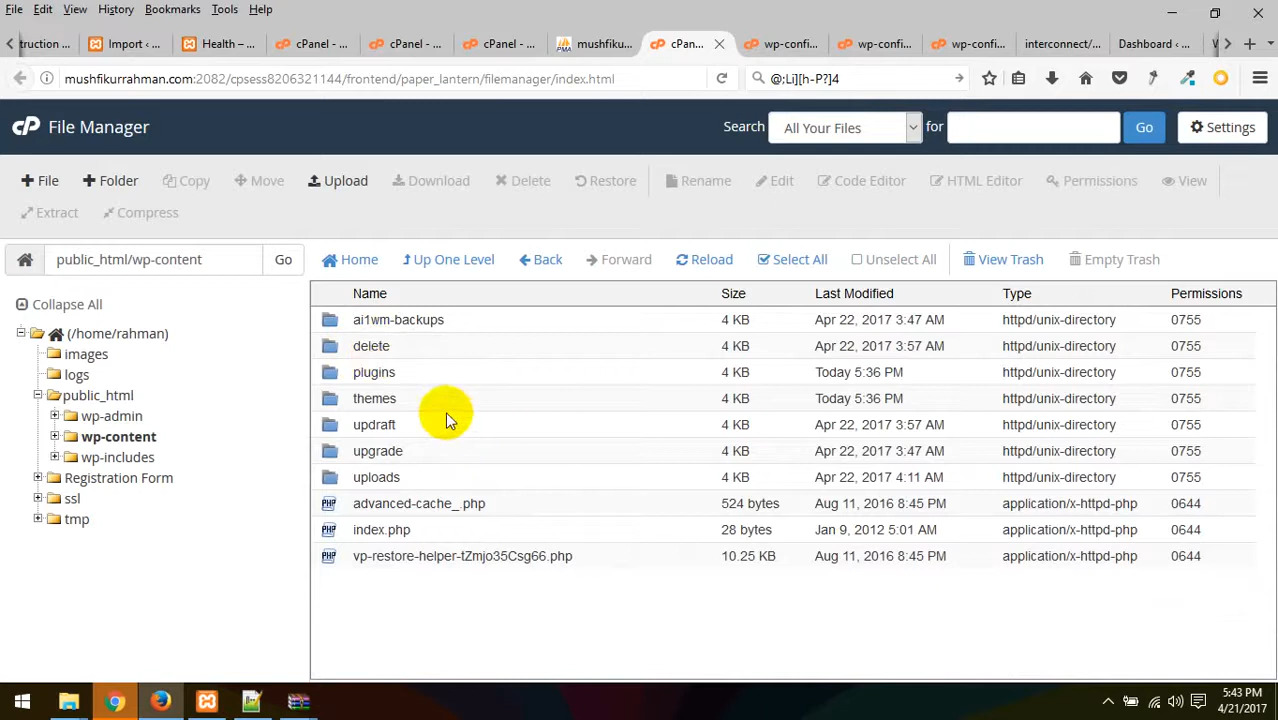 File Edit View History Bookmarks Tools Help
truction ... Import ‹ ... Health – ... cPanel - ... cPanel - ... cPanel - ... mushfiku... cPan... wp-confi... wp-confi... wp-confi... interconnect/... Dashboard ‹ ...
mushfikurrahman.com:2082/cpsess8206321144/frontend/paper_lantern/filemanager/index.html @;Li][h-P?]4
cP File Manager Search All Your Files for Go Settings
File Folder Copy Move Upload Download Delete Restore Rename Edit Code Editor HTML Editor Permissions View
Extract Compress
public_html/wp-content Go Home Up One Level Back Forward Reload Select All Unselect All View Trash Empty Trash
Collapse All
(/home/rahman)
images
logs
public_html
wp-admin
wp-content
wp-includes
Registration Form
ssl
tmp
Name Size Last Modified Type Permissions
ai1wm-backups 4 KB Apr 22, 2017 3:47 AM httpd/unix-directory 0755
delete 4 KB Apr 22, 2017 3:57 AM httpd/unix-directory 0755
plugins 4 KB Today 5:36 PM httpd/unix-directory 0755
themes 4 KB Today 5:36 PM httpd/unix-directory 0755
updraft 4 KB Apr 22, 2017 3:57 AM httpd/unix-directory 0755
upgrade 4 KB Apr 22, 2017 3:47 AM httpd/unix-directory 0755
uploads 4 KB Apr 22, 2017 4:11 AM httpd/unix-directory 0755
PHP advanced-cache_.php 524 bytes Aug 11, 2016 8:45 PM application/x-httpd-php 0644
PHP index.php 28 bytes Jan 9, 2012 5:01 AM application/x-httpd-php 0644
PHP vp-restore-helper-tZmjo35Csg66.php 10.25 KB Aug 11, 2016 8:45 PM application/x-httpd-php 0644
5:43 PM
4/21/2017